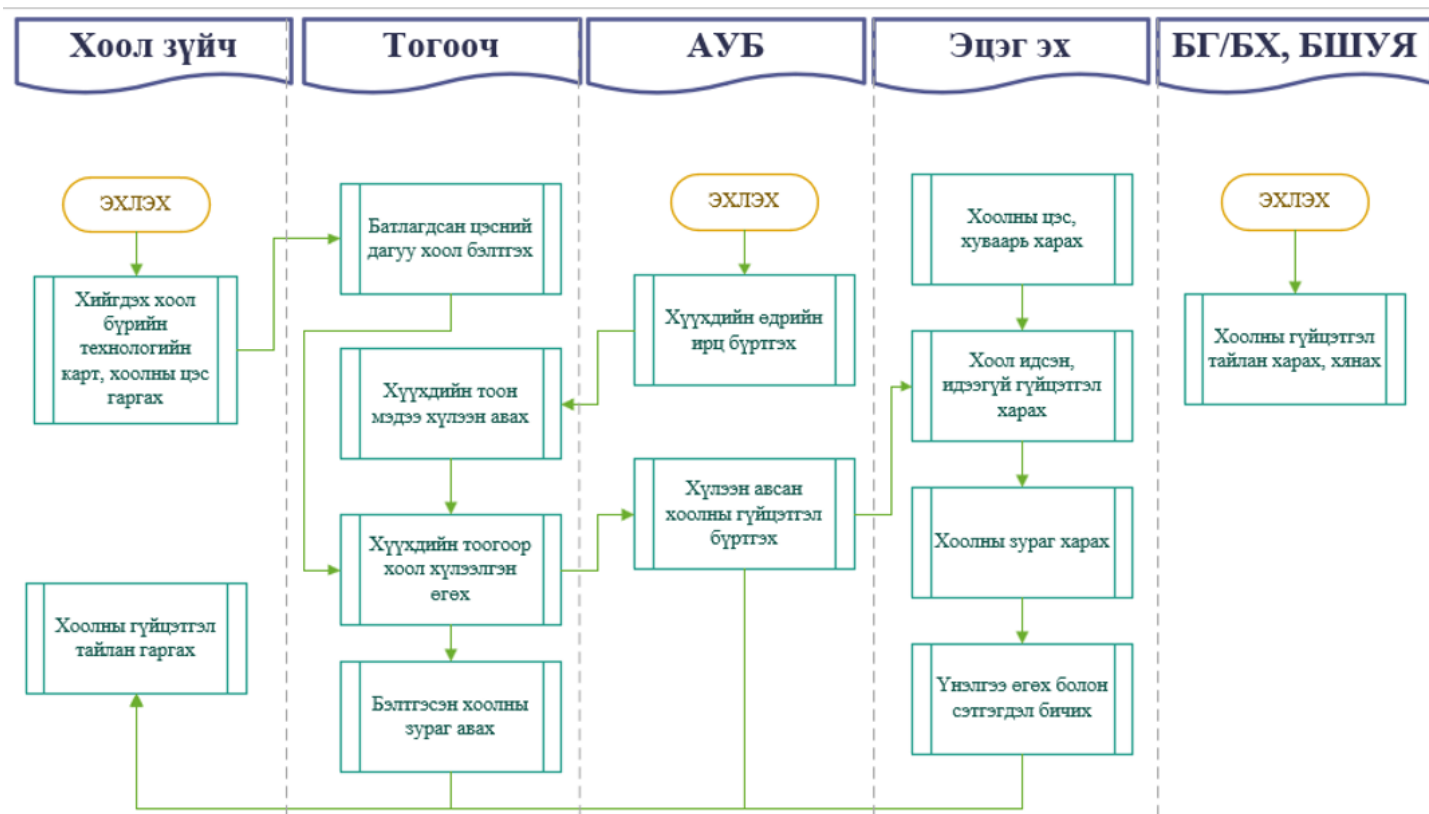 Хоол зүйч
Тогооч
АУБ
Эцэг эх
БГ/БХ, БШУЯ
ЭХЛЭХ
Хийгдэх хоол
бүрийн
технологийн
карт, хоолны цэс
гаргах
Хоолны гүйцэтгэл
тайлан гаргах
Батлагдсан цэсний
дагуу хоол бэлтгэх
Хүүхдийн тоон
мэдээ хүлээн авах
Хүүхдийн тоогоор
хоол хүлээлгэн
өгөх
Бэлтгэсэн хоолны
зураг авах
ЭХЛЭХ
Хүүхдийн өдрийн
ирц бүртгэх
Хүлээн авсан
хоолны гүйцэтгэл
бүртгэх
Хоолны цэс,
хуваарь харах
Хоол идсэн,
идээгүй гүйцэтгэл
харах
Хоолны зураг харах
Үнэлгээ өгөх болон
сэтгэгдэл бичих
ЭХЛЭХ
Хоолны гүйцэтгэл
тайлан харах, хянах